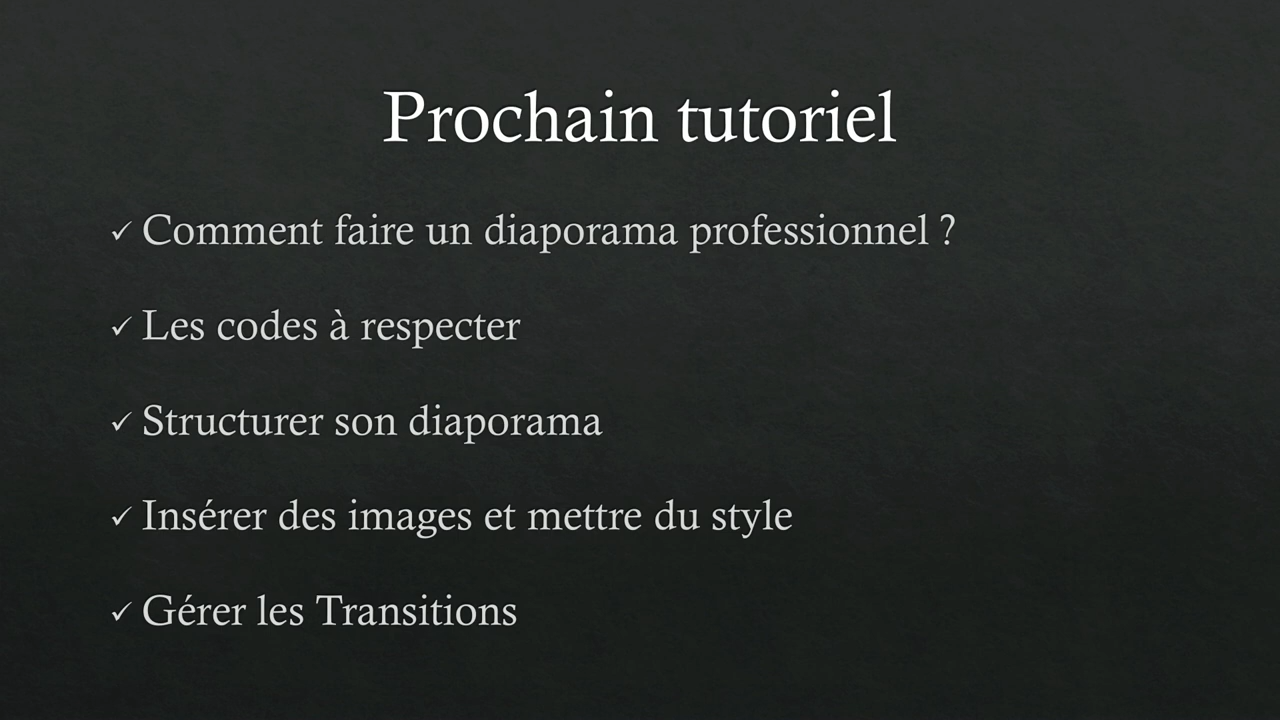 Prochain tutoriel
✓ Comment faire un diaporama professionnel ?
✓ Les codes à respecter
✓ Structurer son diaporama
✓ Insérer des images et mettre du style
✓ Gérer les Transitions